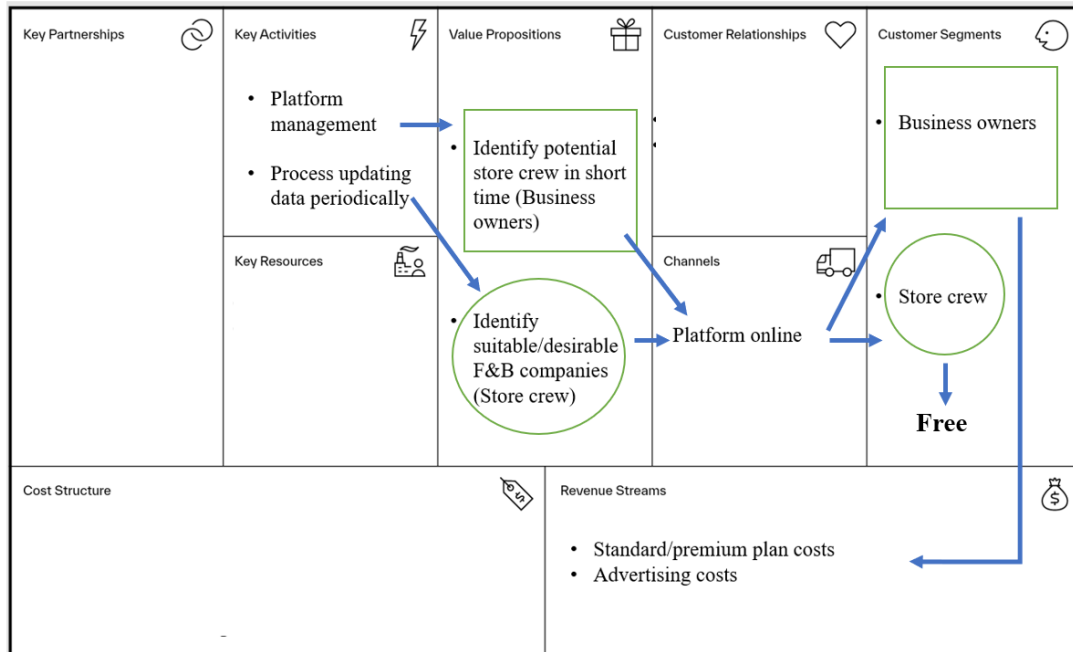 Key Partnerships
Key Activities
Value Propositions
Customer Relationships
Customer Segments
• Platform
management
• Process updating
data periodically
• Identify potential
store crew in short
time (Business
owners)
•
•
• Business owners
Key Resources
• Identify
suitable/desirable
F&B companies
(Store crew)
Channels
Platform online
• Store crew
Free
Cost Structure
Revenue Streams
$
• Standard/premium plan costs
• Advertising costs